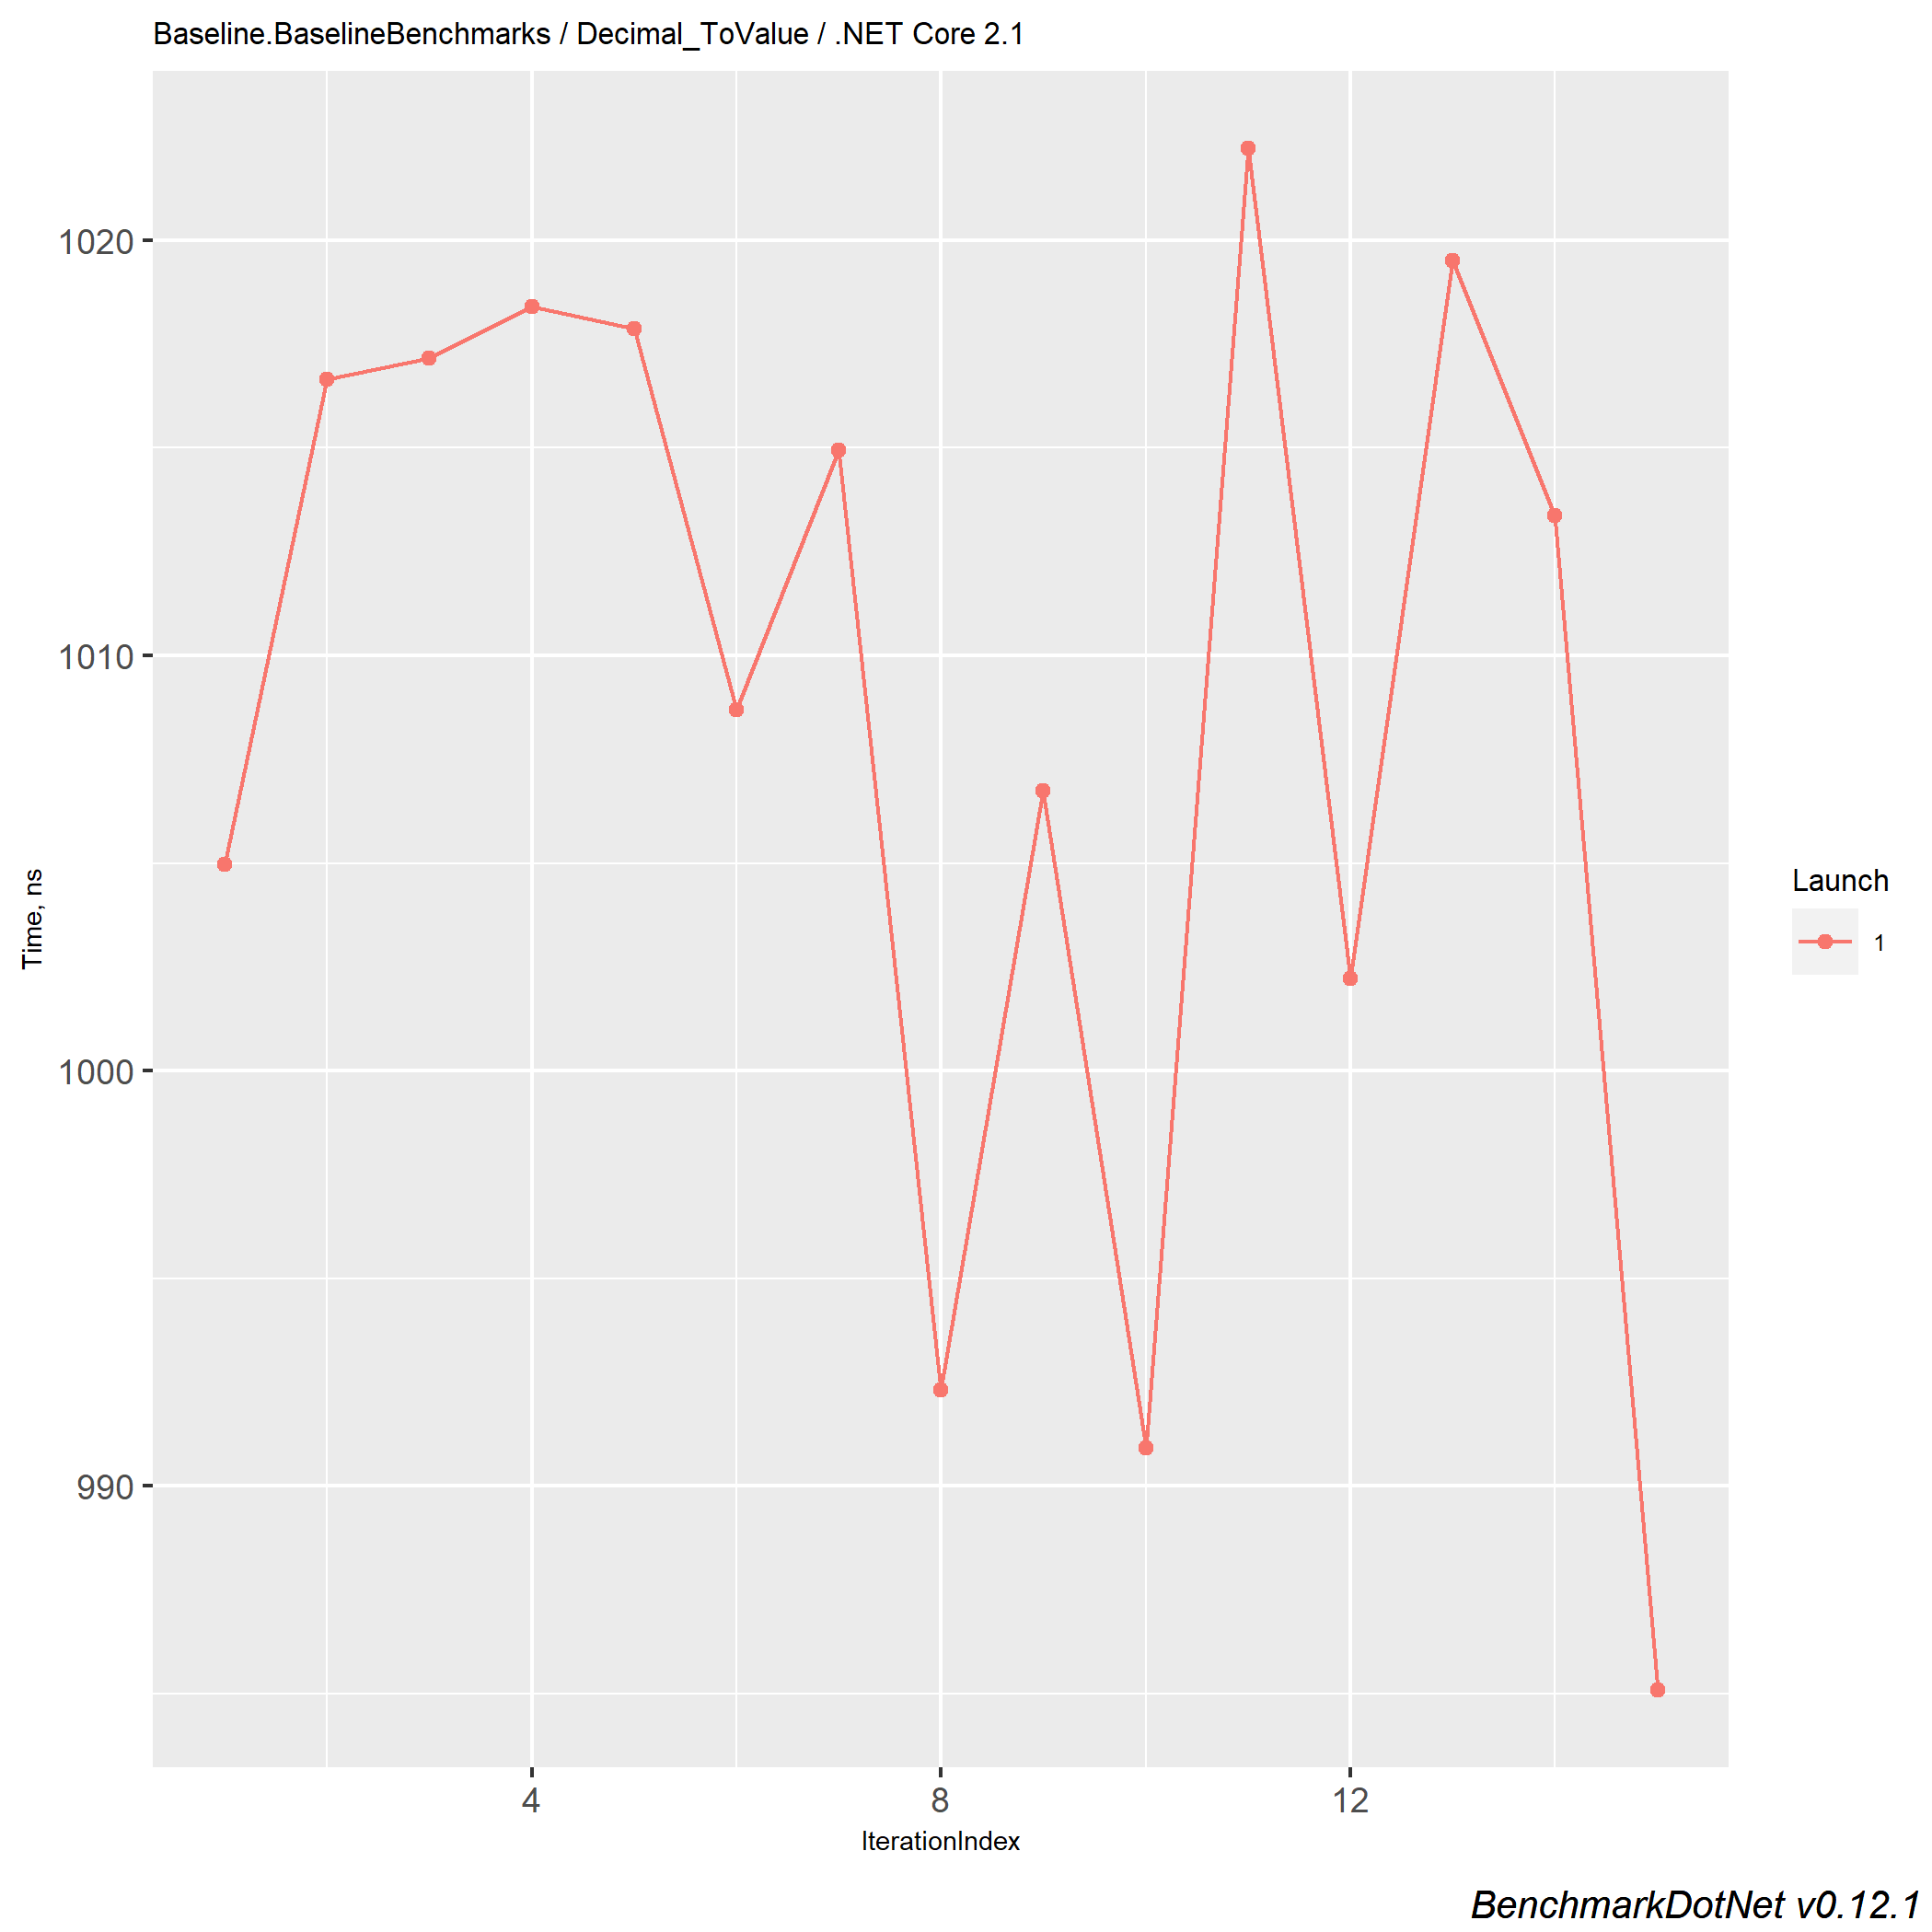 Baseline.BaselineBenchmarks / Decimal_ToValue / .NET Core 2.1
1020
1010
1000
990
Time, ns
4
8
12
IterationIndex
Launch
1
BenchmarkDotNet v0.12.1